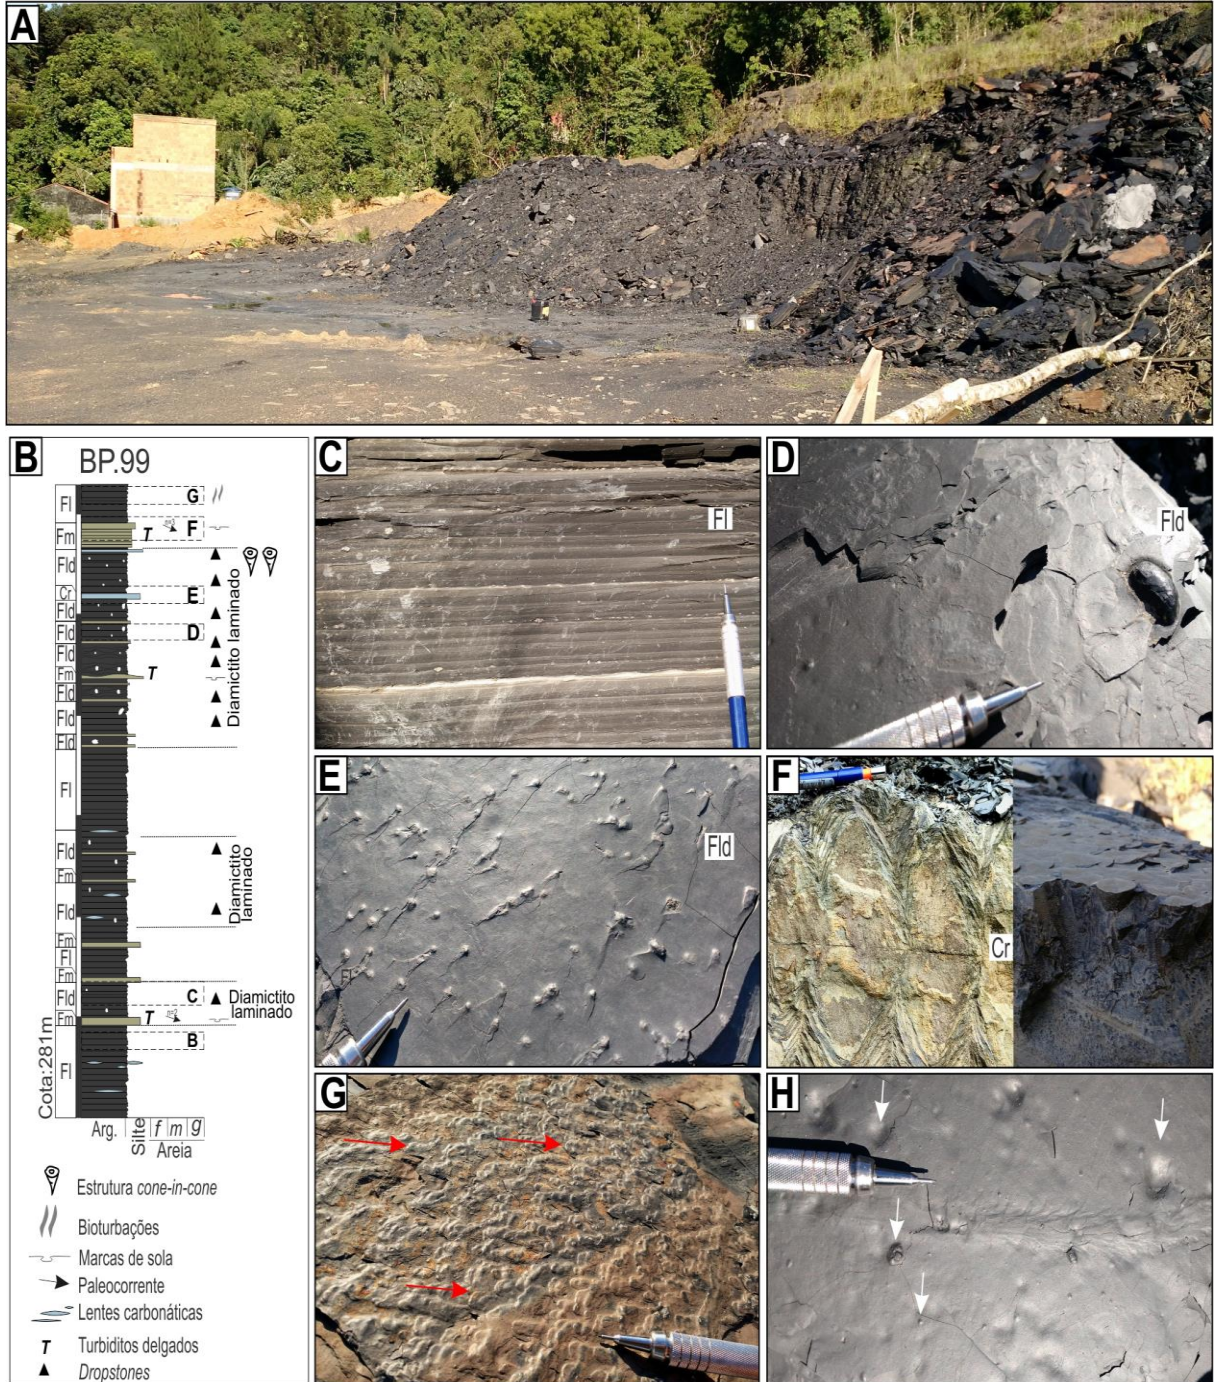 A
B
BP.99
Fl
G
Fm
T
F
Fld
Cr
E
Fld
Fld
D
Fld
Fm
T
Fld
Fld
Fld
Diamictito laminado
Fl
Fld
Fm
Fld
Diamictito
laminado
Fm
Fl
Fm
Fld
C
Diamictito
laminado
Fm
T
B
Fl
Cota:281m
Arg.
Silte
f m g
Areia
Estrutura cone-in-cone
Bioturbações
Marcas de sola
Paleocorrente
Lentes carbonáticas
T Turbiditos delgados
Dropstones
C
Fl
D
Fld
E
Fld
Fl
F
Cr
G
H